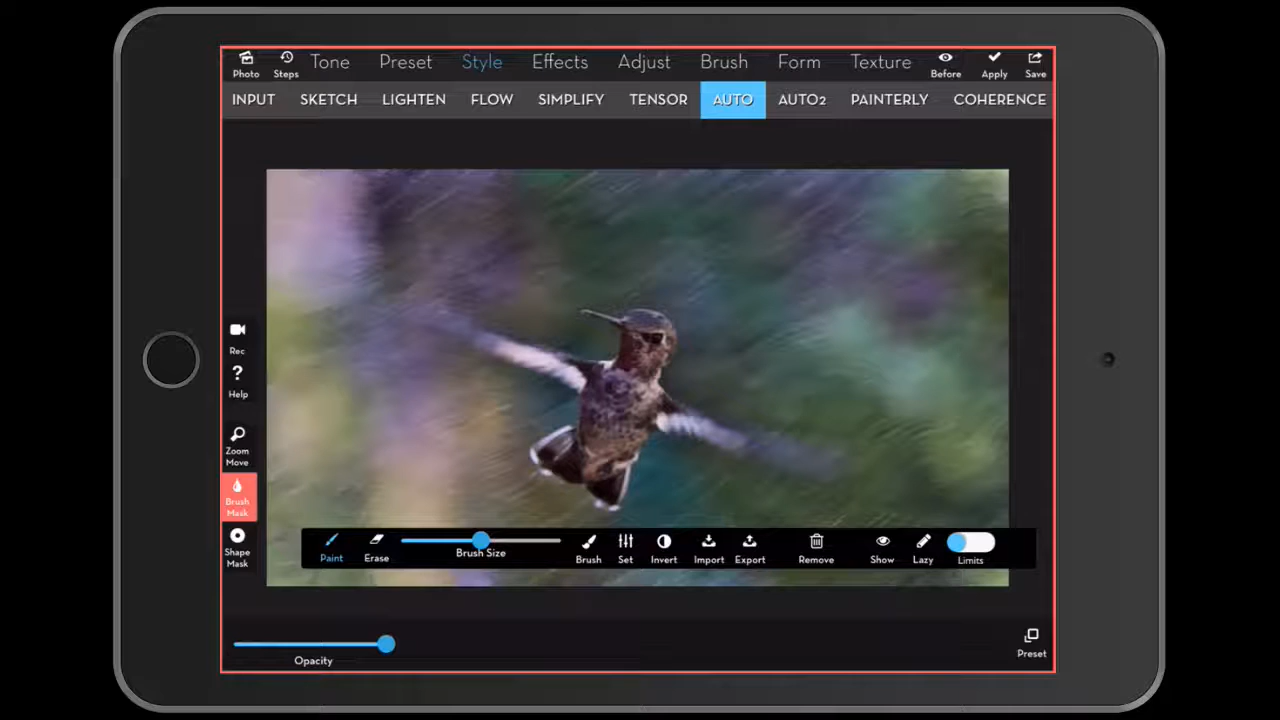 Photo Steps Tone Preset Style Effects Adjust Brush Form Texture Before Apply Save
INPUT SKETCH LIGHTEN FLOW SIMPLIFY TENSOR AUTO AUTO2 PAINTERLY COHERENCE
Rec
? Help
Zoom
Move
Brush
Mask
Shape
Mask
Paint Erase Brush Size Brush Set Invert Import Export Remove Show Lazy Limits
Opacity
Preset